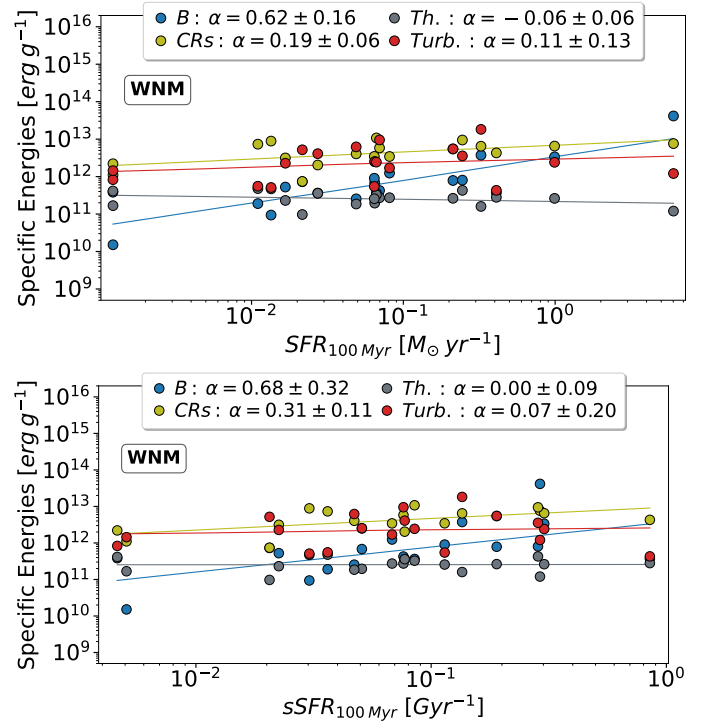 B : α = 0.62 ± 0.16 Th. : α = − 0.06 ± 0.06
CRs : α = 0.19 ± 0.06 Turb. : α = 0.11 ± 0.13
10¹⁶
10¹⁵
10¹⁴
10¹³
10¹²
10¹¹
10¹⁰
10⁹
Specific Energies [erg g⁻¹]
WNM
10⁻² 10⁻¹ 10⁰
SFR₁₀₀ Myr [M⊙ yr⁻¹]
B : α = 0.68 ± 0.32 Th. : α = 0.00 ± 0.09
CRs : α = 0.31 ± 0.11 Turb. : α = 0.07 ± 0.20
10¹⁶
10¹⁵
10¹⁴
10¹³
10¹²
10¹¹
10¹⁰
10⁹
Specific Energies [erg g⁻¹]
WNM
10⁻² 10⁻¹ 10⁰
sSFR₁₀₀ Myr [Gyr⁻¹]